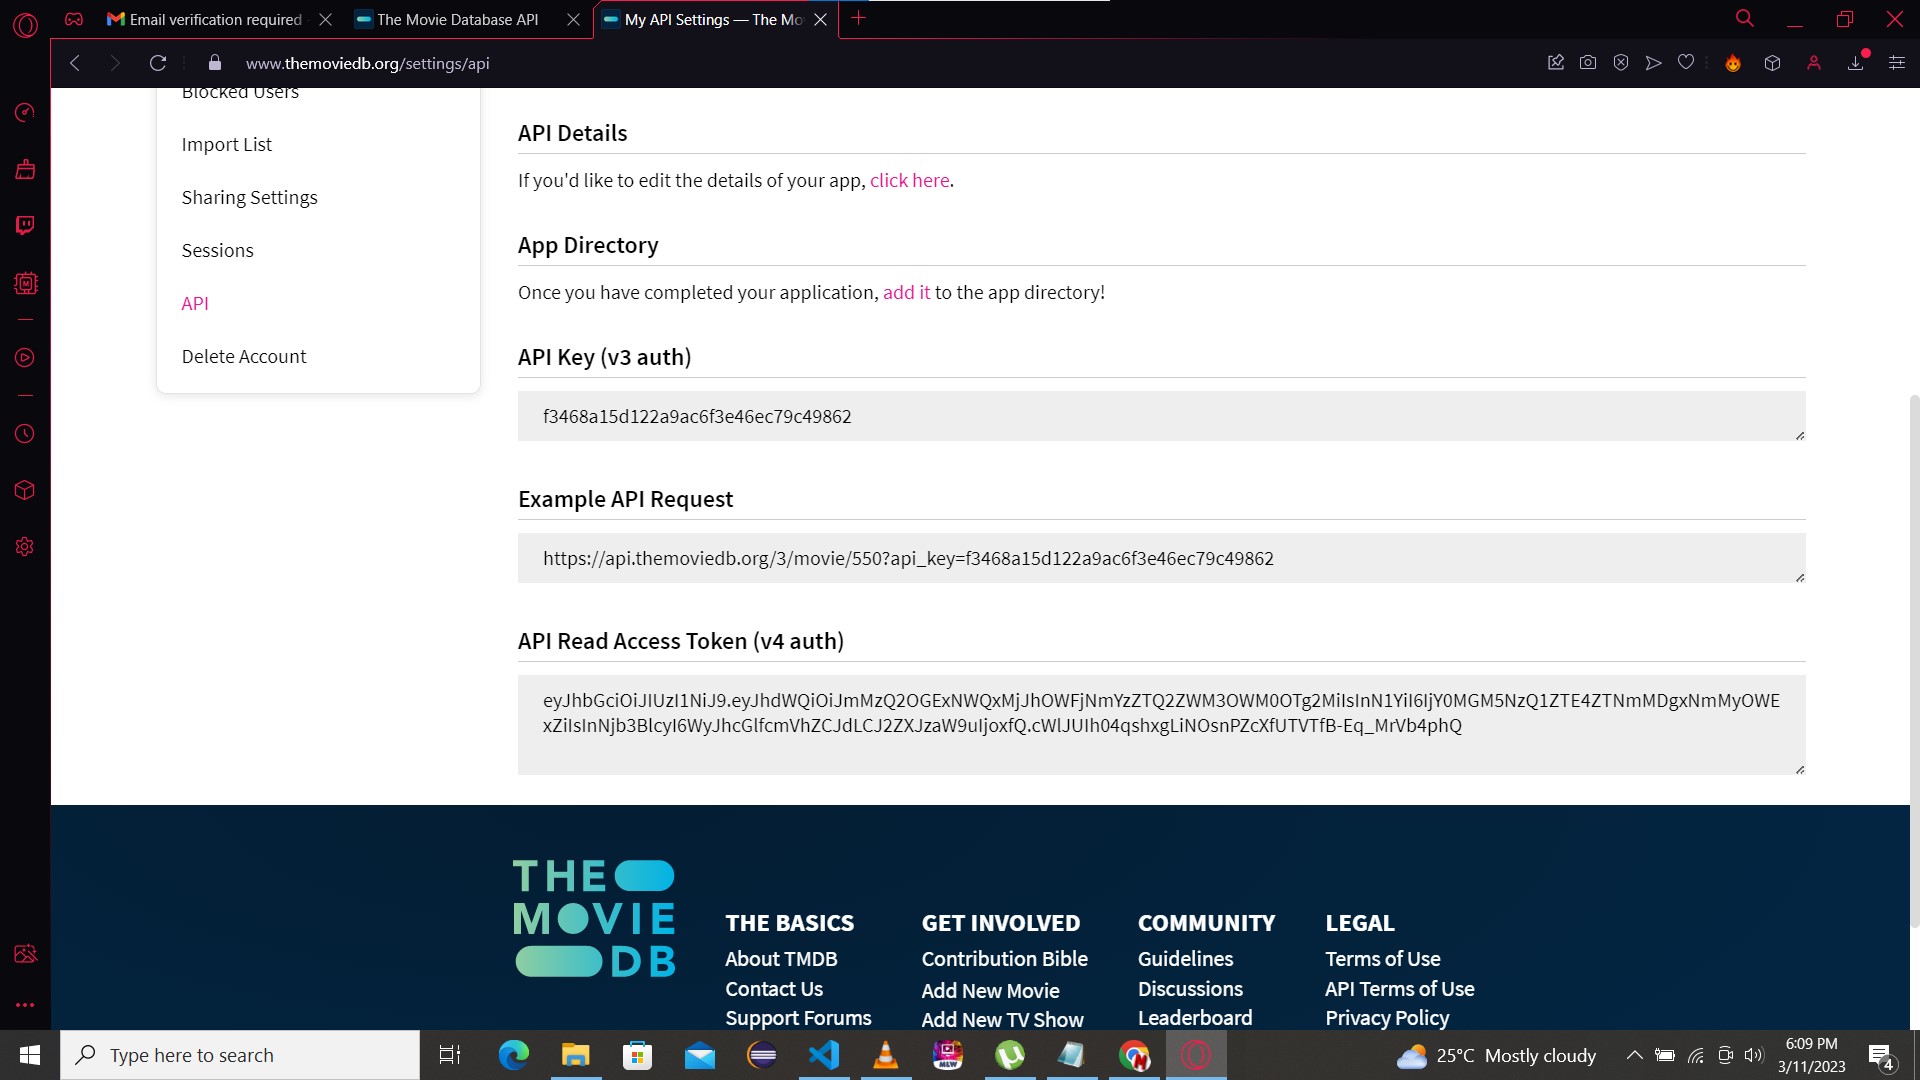 Email verification required
The Movie Database API
My API Settings — The Mo
www.themoviedb.org/settings/api
Blocked Users
Import List
Sharing Settings
Sessions
API
Delete Account
API Details
If you'd like to edit the details of your app, click here.
App Directory
Once you have completed your application, add it to the app directory!
API Key (v3 auth)
f3468a15d122a9ac6f3e46ec79c49862
Example API Request
https://api.themoviedb.org/3/movie/550?api_key=f3468a15d122a9ac6f3e46ec79c49862
API Read Access Token (v4 auth)
eyJhbGciOiJIUzI1NiJ9.eyJhdWQiOiJmMzQ2OGExNWQxMjJhOWFjNmYzZTQ2ZWM3OWM0OTg2MiIsInN1YiI6IjY0MGM5NzQ1ZTE4ZTNmMDgxNmMyOWE
xZiIsInNjb3BlcyI6WyJhcGlfcmVhZCJdLCJ2ZXJzaW9uIjoxfQ.cWlJUIh04qshxgLiNOsnPZcXfUTVTfB-Eq_MrVb4phQ
THE
MOVIE
DB
THE BASICS
About TMDB
Contact Us
Support Forums
GET INVOLVED
Contribution Bible
Add New Movie
Add New TV Show
COMMUNITY
Guidelines
Discussions
Leaderboard
LEGAL
Terms of Use
API Terms of Use
Privacy Policy
Type here to search
MLW
25°C Mostly cloudy
6:09 PM
3/11/2023
4